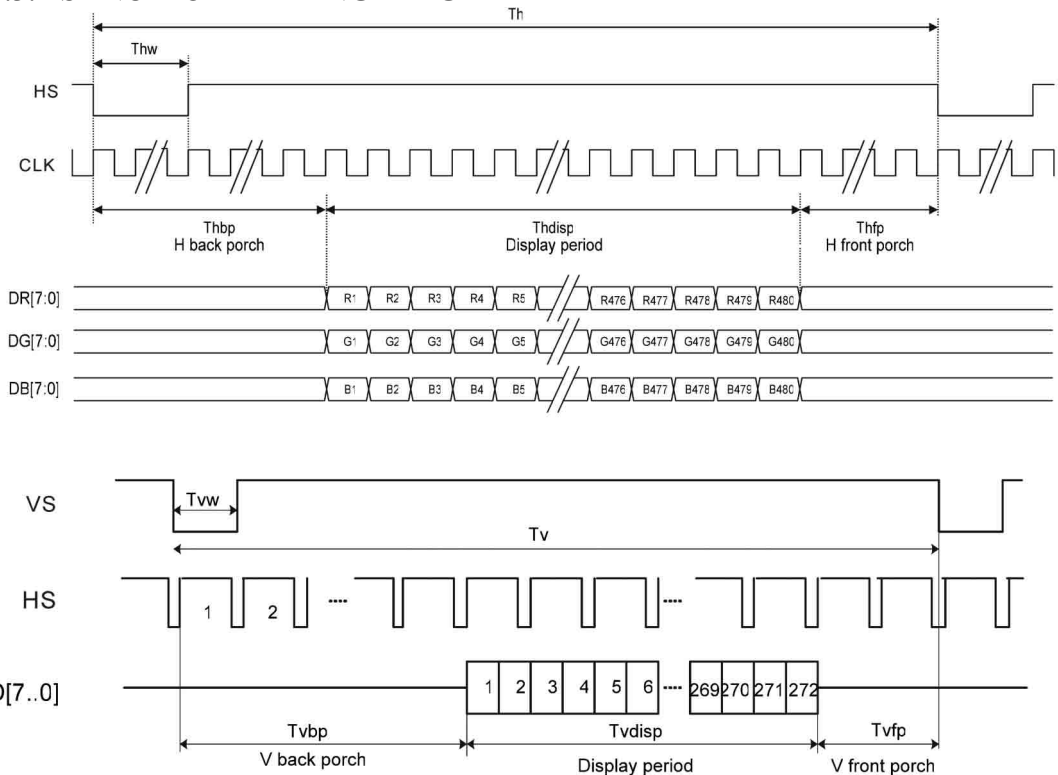 Th
Thw
HS
CLK
Thbp Thdisp Thfp
H back porch Display period H front porch
DR[7:0] R1 R2 R3 R4 R5 R476 R477 R478 R479 R480
DG[7:0] G1 G2 G3 G4 G5 G476 G477 G478 G479 G480
DB[7:0] B1 B2 B3 B4 B5 B476 B477 B478 B479 B480
VS
Tvw
Tv
HS
1 2 ---- ----
[7..0] 1 2 3 4 5 6 ---- 269 270 271 272
Tvbp Tvdisp Tvfp
V back porch Display period V front porch